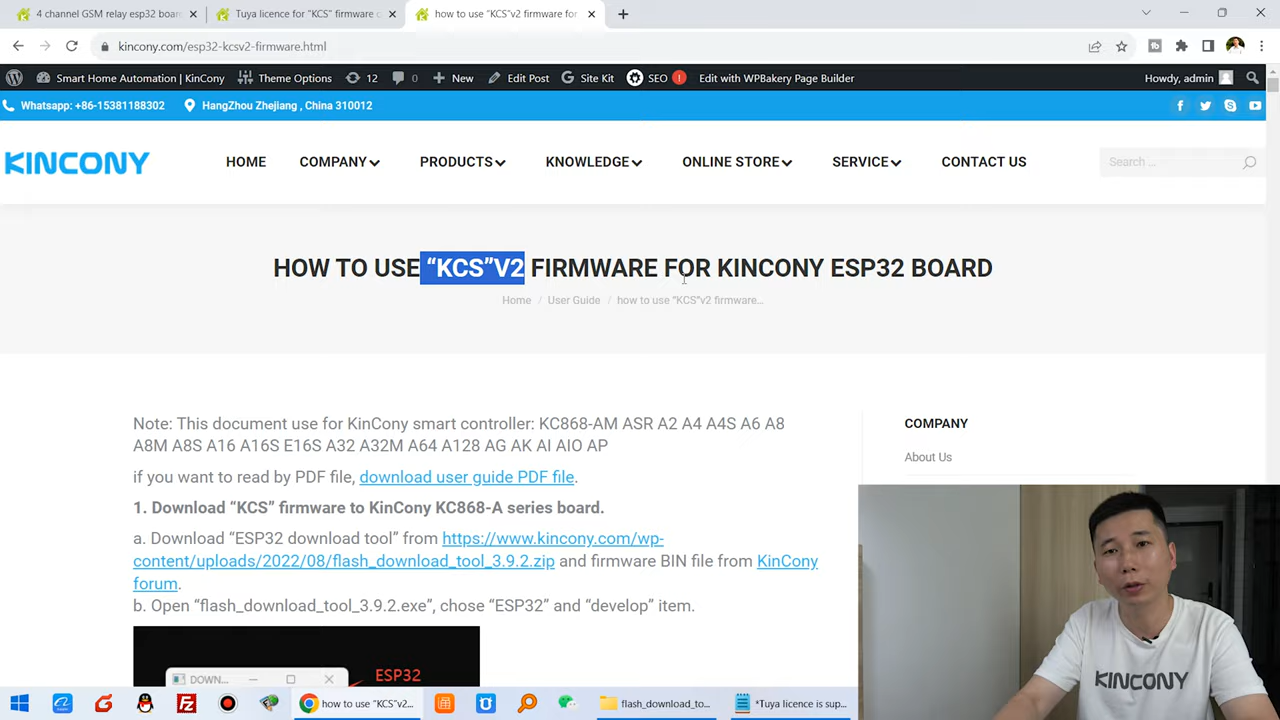 4 channel GSM relay esp32 boar
Tuya licence for "KCS" firmware
how to use "KCS"v2 firmware for
kincony.com/esp32-kcsv2-firmware.html
Smart Home Automation | KinCony
Theme Options
12
0
New
Edit Post
Site Kit
SEO
!
Edit with WPBakery Page Builder
Howdy, admin
Whatsapp: +86-15381188302
HangZhou Zhejiang , China 310012
KINCONY
HOME
COMPANY
PRODUCTS
KNOWLEDGE
ONLINE STORE
SERVICE
CONTACT US
Search ...
HOW TO USE “KCS”V2 FIRMWARE FOR KINCONY ESP32 BOARD
Home / User Guide / how to use “KCS”v2 firmware...
Note: This document use for KinCony smart controller: KC868-AM ASR A2 A4 A4S A6 A8
A8M A8S A16 A16S E16S A32 A32M A64 A128 AG AK AI AIO AP
if you want to read by PDF file, download user guide PDF file.
1. Download “KCS” firmware to KinCony KC868-A series board.
a. Download “ESP32 download tool” from https://www.kincony.com/wp-
content/uploads/2022/08/flash_download_tool_3.9.2.zip and firmware BIN file from KinCony
forum.
b. Open “flash_download_tool_3.9.2.exe”, chose “ESP32” and “develop” item.
COMPANY
About Us
DOWN...
ESP32
KINCONY
how to use "KCS"v2...
flash_download_to...
*Tuya licence is sup...